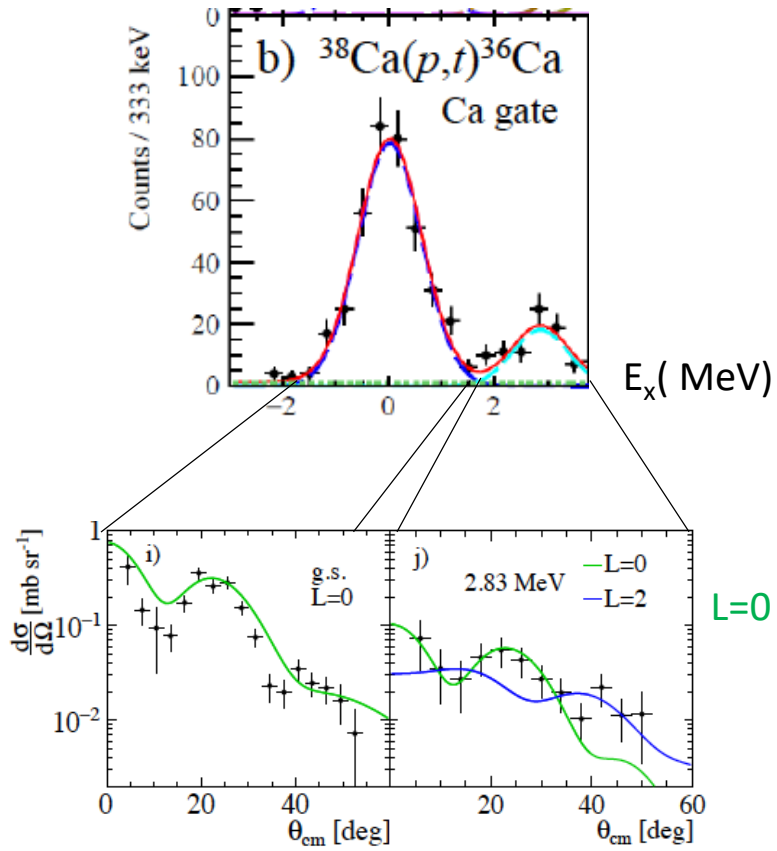 b) ³⁸Ca(p,t)³⁶Ca
Ca gate
Counts / 333 keV
0
100
80
60
40
20
0
−2 0 2
Eₓ( MeV)
i)
g.s.
L=0
j)
2.83 MeV
L=0
L=2
L=0
dσ/dΩ [mb sr⁻¹]
1
10⁻¹
10⁻²
0 20 40
θcm [deg]
20 40 60
θcm [deg]